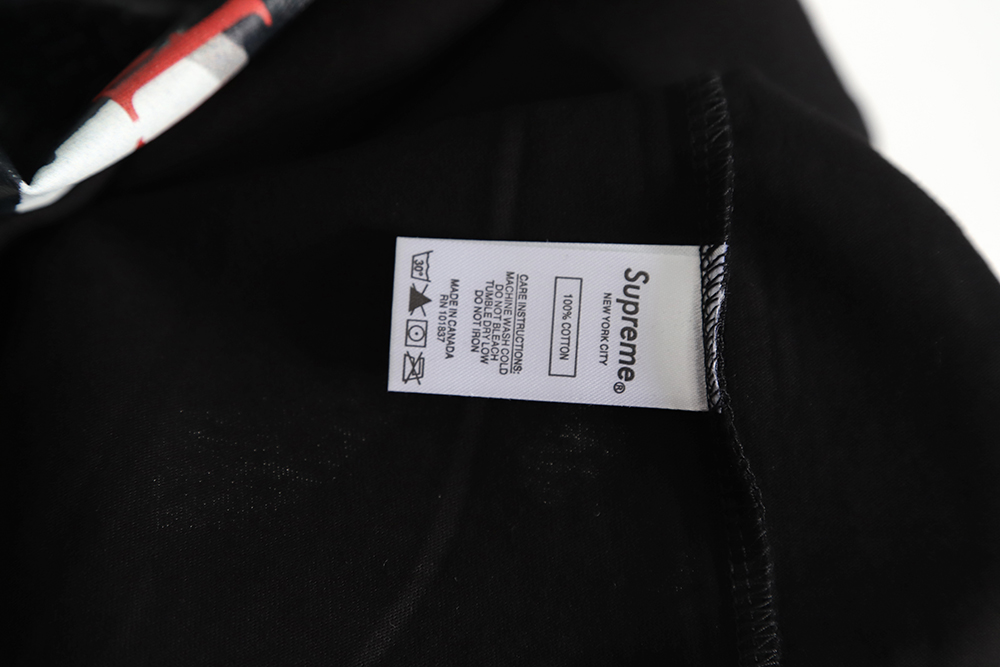 Supreme®
NEW YORK CITY
100% COTTON
CARE INSTRUCTIONS:
MACHINE WASH COLD
DO NOT BLEACH
TUMBLE DRY LOW
DO NOT IRON
MADE IN CANADA
RN 101837
30°